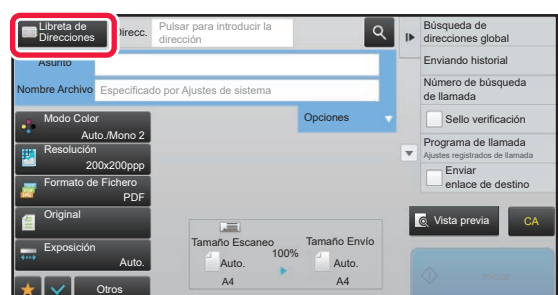 Libreta de
Direcciones
Direcc.
Pulsar para introducir la
dirección
Asunto
Nombre Archivo
Especificado por Ajustes de sistema
Opciones
Modo Color
Auto./Mono 2
Resolución
200x200ppp
Formato de Fichero
PDF
Original
Exposición
Auto.
Otros
Tamaño Escaneo
Auto.
A4
100%
Tamaño Envío
Auto.
A4
Búsqueda de
direcciones global
Enviando historial
Número de búsqueda
de llamada
Sello verificación
Programa de llamada
Ajustes registrados de llamada
Enviar
enlace de destino
Vista previa
CA